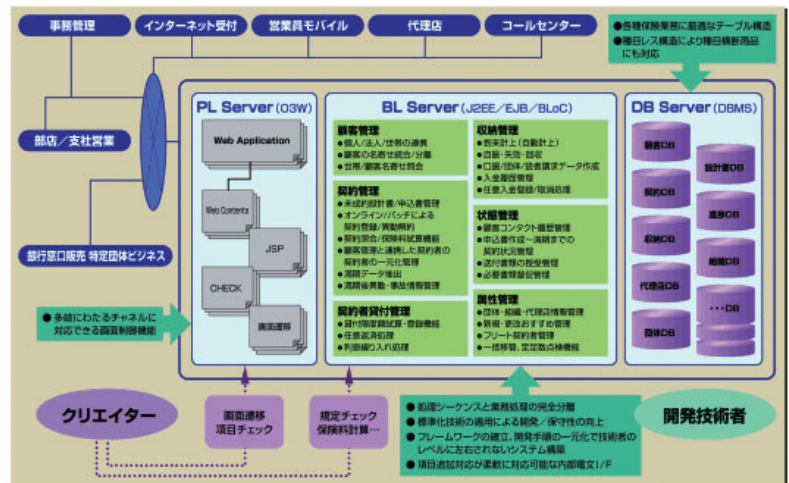 事務管理
インターネット受付
営業員モバイル
代理店
コールセンター
●各種保険業務に最適なテーブル構造
●種目レス構造により種目横断商品
にも対応
部店／支社営業
銀行窓口販売 特定団体ビジネス
●多岐にわたるチャネルに
対応できる画面制御機能
PL Server(O3W)
Web Application
Web Contents
JSP
CHECK
画面遷移
BL Server(J2EE／EJB／BLoC)
顧客管理
●個人/法人/世帯の連携
●顧客の名寄せ統合/分離
●世帯/顧客名寄せ照会
契約管理
●未成約設計書/申込書管理
●オンライン/バッチによる
契約登録/異動解約
●契約照会/保険料試算機能
●顧客管理と連携した契約者の
契約者の一元化管理
●満期データ抽出
●満期後異動・事故情報管理
契約者貸付管理
●貸付限度額試算・登録機能
●任意返済処理
●利息繰り入れ処理
収納管理
●到来計上(自動計上)
●自振・失効・回収
●口振/団体/扱者請求データ作成
●入金履歴管理
●任意入金登録/取消処理
状態管理
●顧客コンタクト履歴管理
●申込書作成～満期までの
契約状況管理
●送付書類の授受管理
●必要書類登記管理
属性管理
●団体・組織・代理店情報管理
●新規・更改おすすめ管理
●フリート契約者管理
●一括移管、定足数点検機能
DB Server(DBMS)
顧客DB
設計書DB
契約DB
進捗DB
収納DB
組織DB
代理店DB
・・・DB
団体DB
クリエイター
画面遷移
項目チェック
規定チェック
保険料計算…
●処理シーケンスと業務処理の完全分離
●標準化技術の適用による開発／保守性の向上
●フレームワークの確立、開発手順の一元化で技術者の
レベルに左右されないシステム構築
●項目追加対応が柔軟に対応可能な内部電文I／F
開発技術者